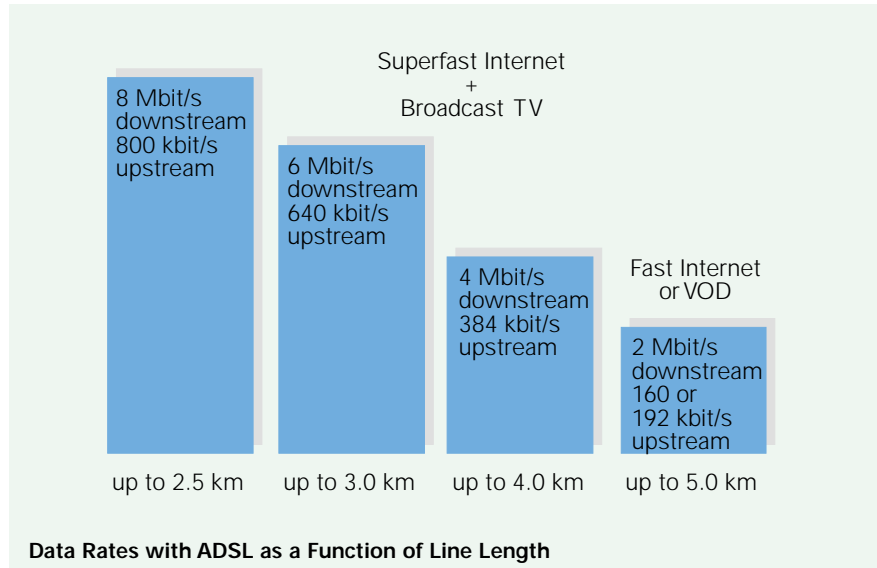 Superfast Internet
+
Broadcast TV
8 Mbit/s
downstream
800 kbit/s
upstream
6 Mbit/s
downstream
640 kbit/s
upstream
4 Mbit/s
downstream
384 kbit/s
upstream
Fast Internet
or VOD
2 Mbit/s
downstream
160 or
192 kbit/s
upstream
up to 2.5 km
up to 3.0 km
up to 4.0 km
up to 5.0 km
Data Rates with ADSL as a Function of Line Length